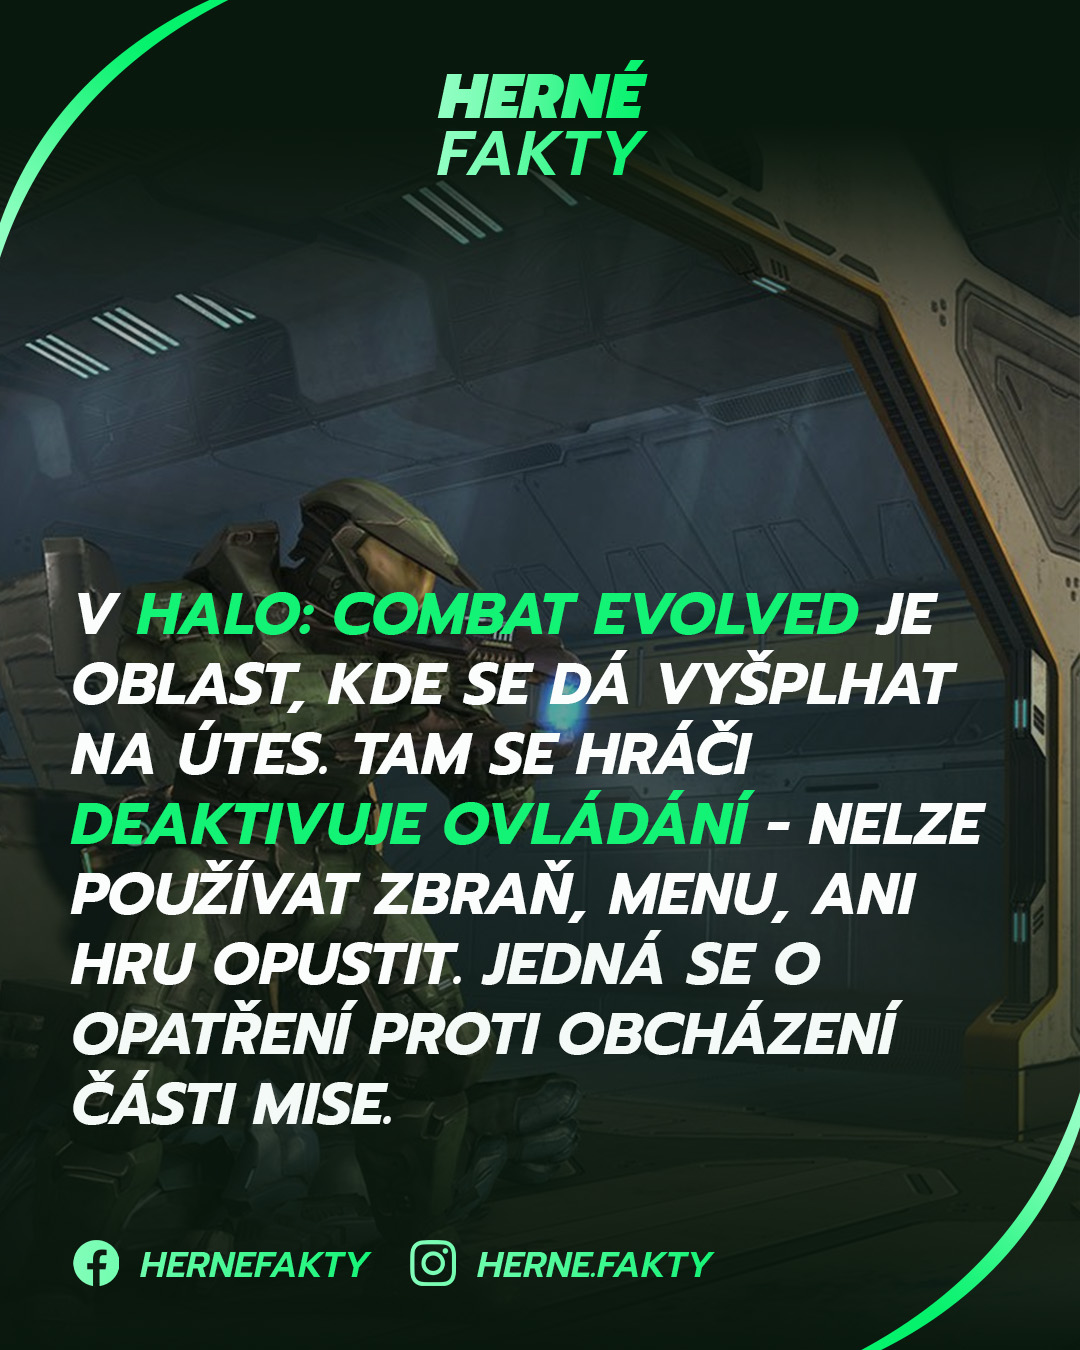 HERNÉ
FAKTY
V HALO: COMBAT EVOLVED JE
OBLAST, KDE SE DÁ VYŠPLHAT
NA ÚTES. TAM SE HRÁČI
DEAKTIVUJE OVLÁDÁNÍ - NELZE
POUŽÍVAT ZBRAŇ, MENU, ANI
HRU OPUSTIT. JEDNÁ SE O
OPATŘENÍ PROTI OBCHÁZENÍ
ČÁSTI MISE.
HERNEFAKTY HERNE.FAKTY